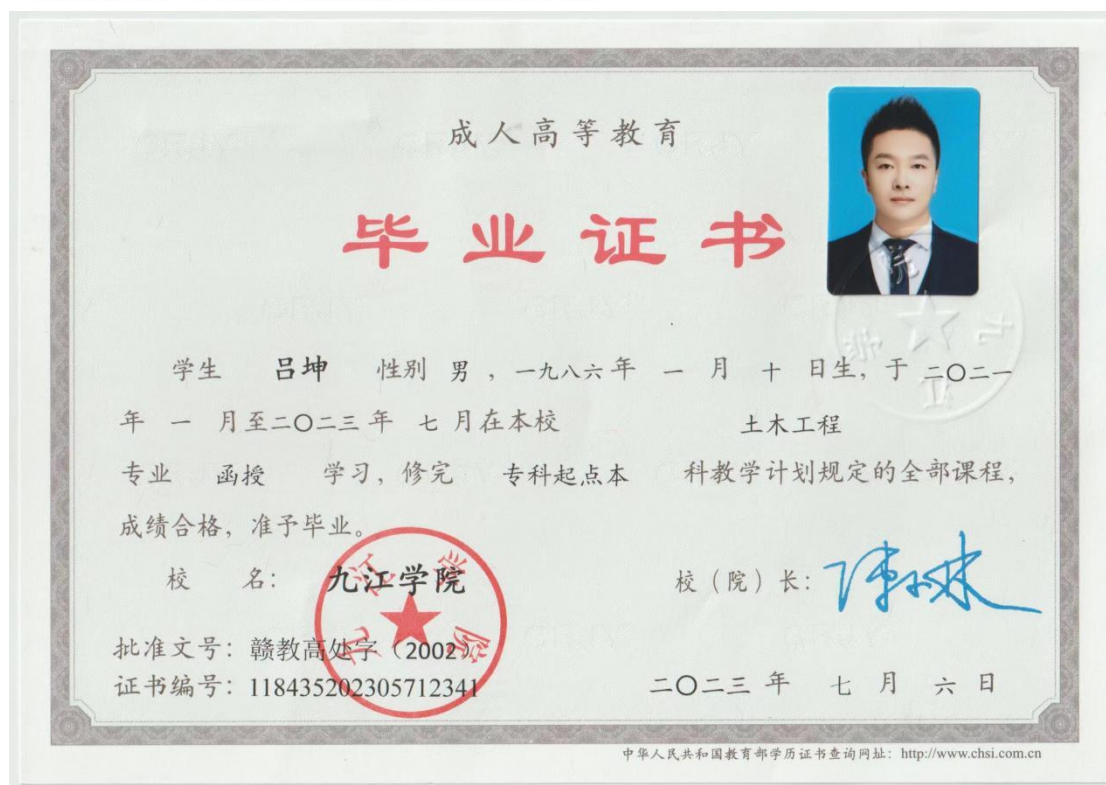 成人高等教育
毕业证书
学生 吕坤 性别 男 ，一九八六年 一 月 十 日生，于 二〇二一
年 一 月至二〇二三年 七 月在本校 土木工程
专业 函授 学习，修完 专科起点本 科教学计划规定的全部课程，
成绩合格，准予毕业。
校 名： 九江学院 校（院）长：
九江学院
批准文号：赣教高处字（2002）
证书编号：118435202305712341 二〇二三 年 七 月 六 日
中华人民共和国教育部学历证书查询网址：http://www.chsi.com.cn